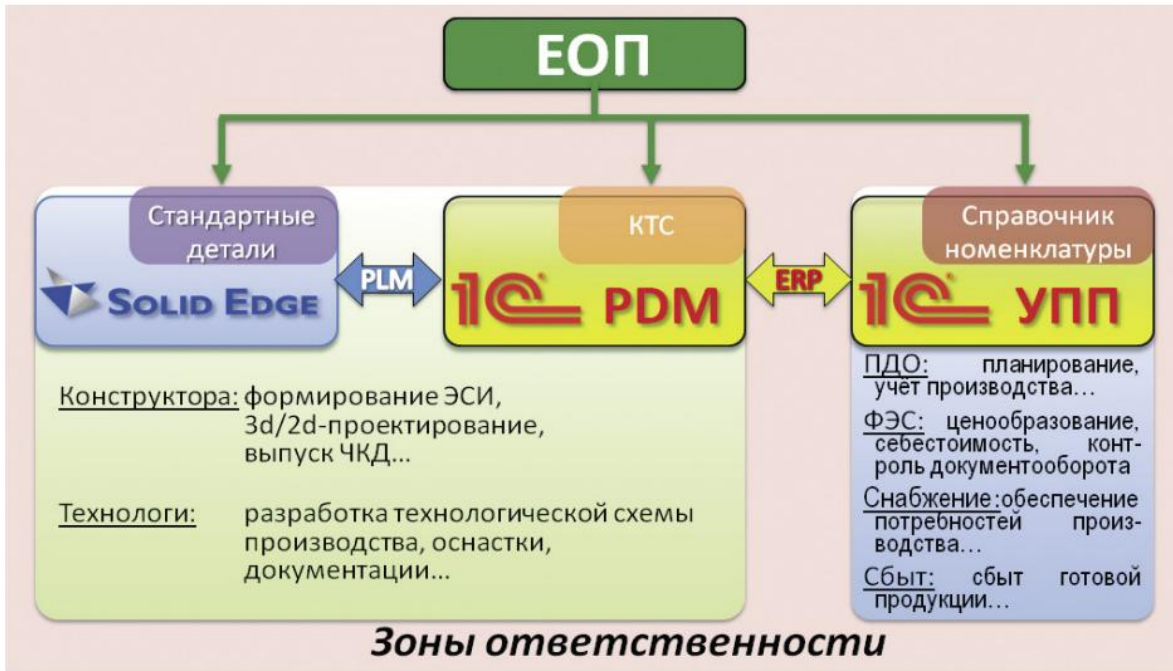 ЕОП
Стандартные
детали
SOLID EDGE
PLM
КТС
1С PDM
ERP
Справочник
номенклатуры
1С УПП
Конструктора: формирование ЭСИ,
3d/2d-проектирование,
выпуск ЧКД...
Технологи: разработка технологической схемы
производства, оснастки,
документации...
ПДО: планирование,
учёт производства...
ФЭС: ценообразование,
себестоимость, конт-
роль документооборота
Снабжение: обеспечение
потребностей произ-
водства...
Сбыт: сбыт готовой
продукции...
Зоны ответственности